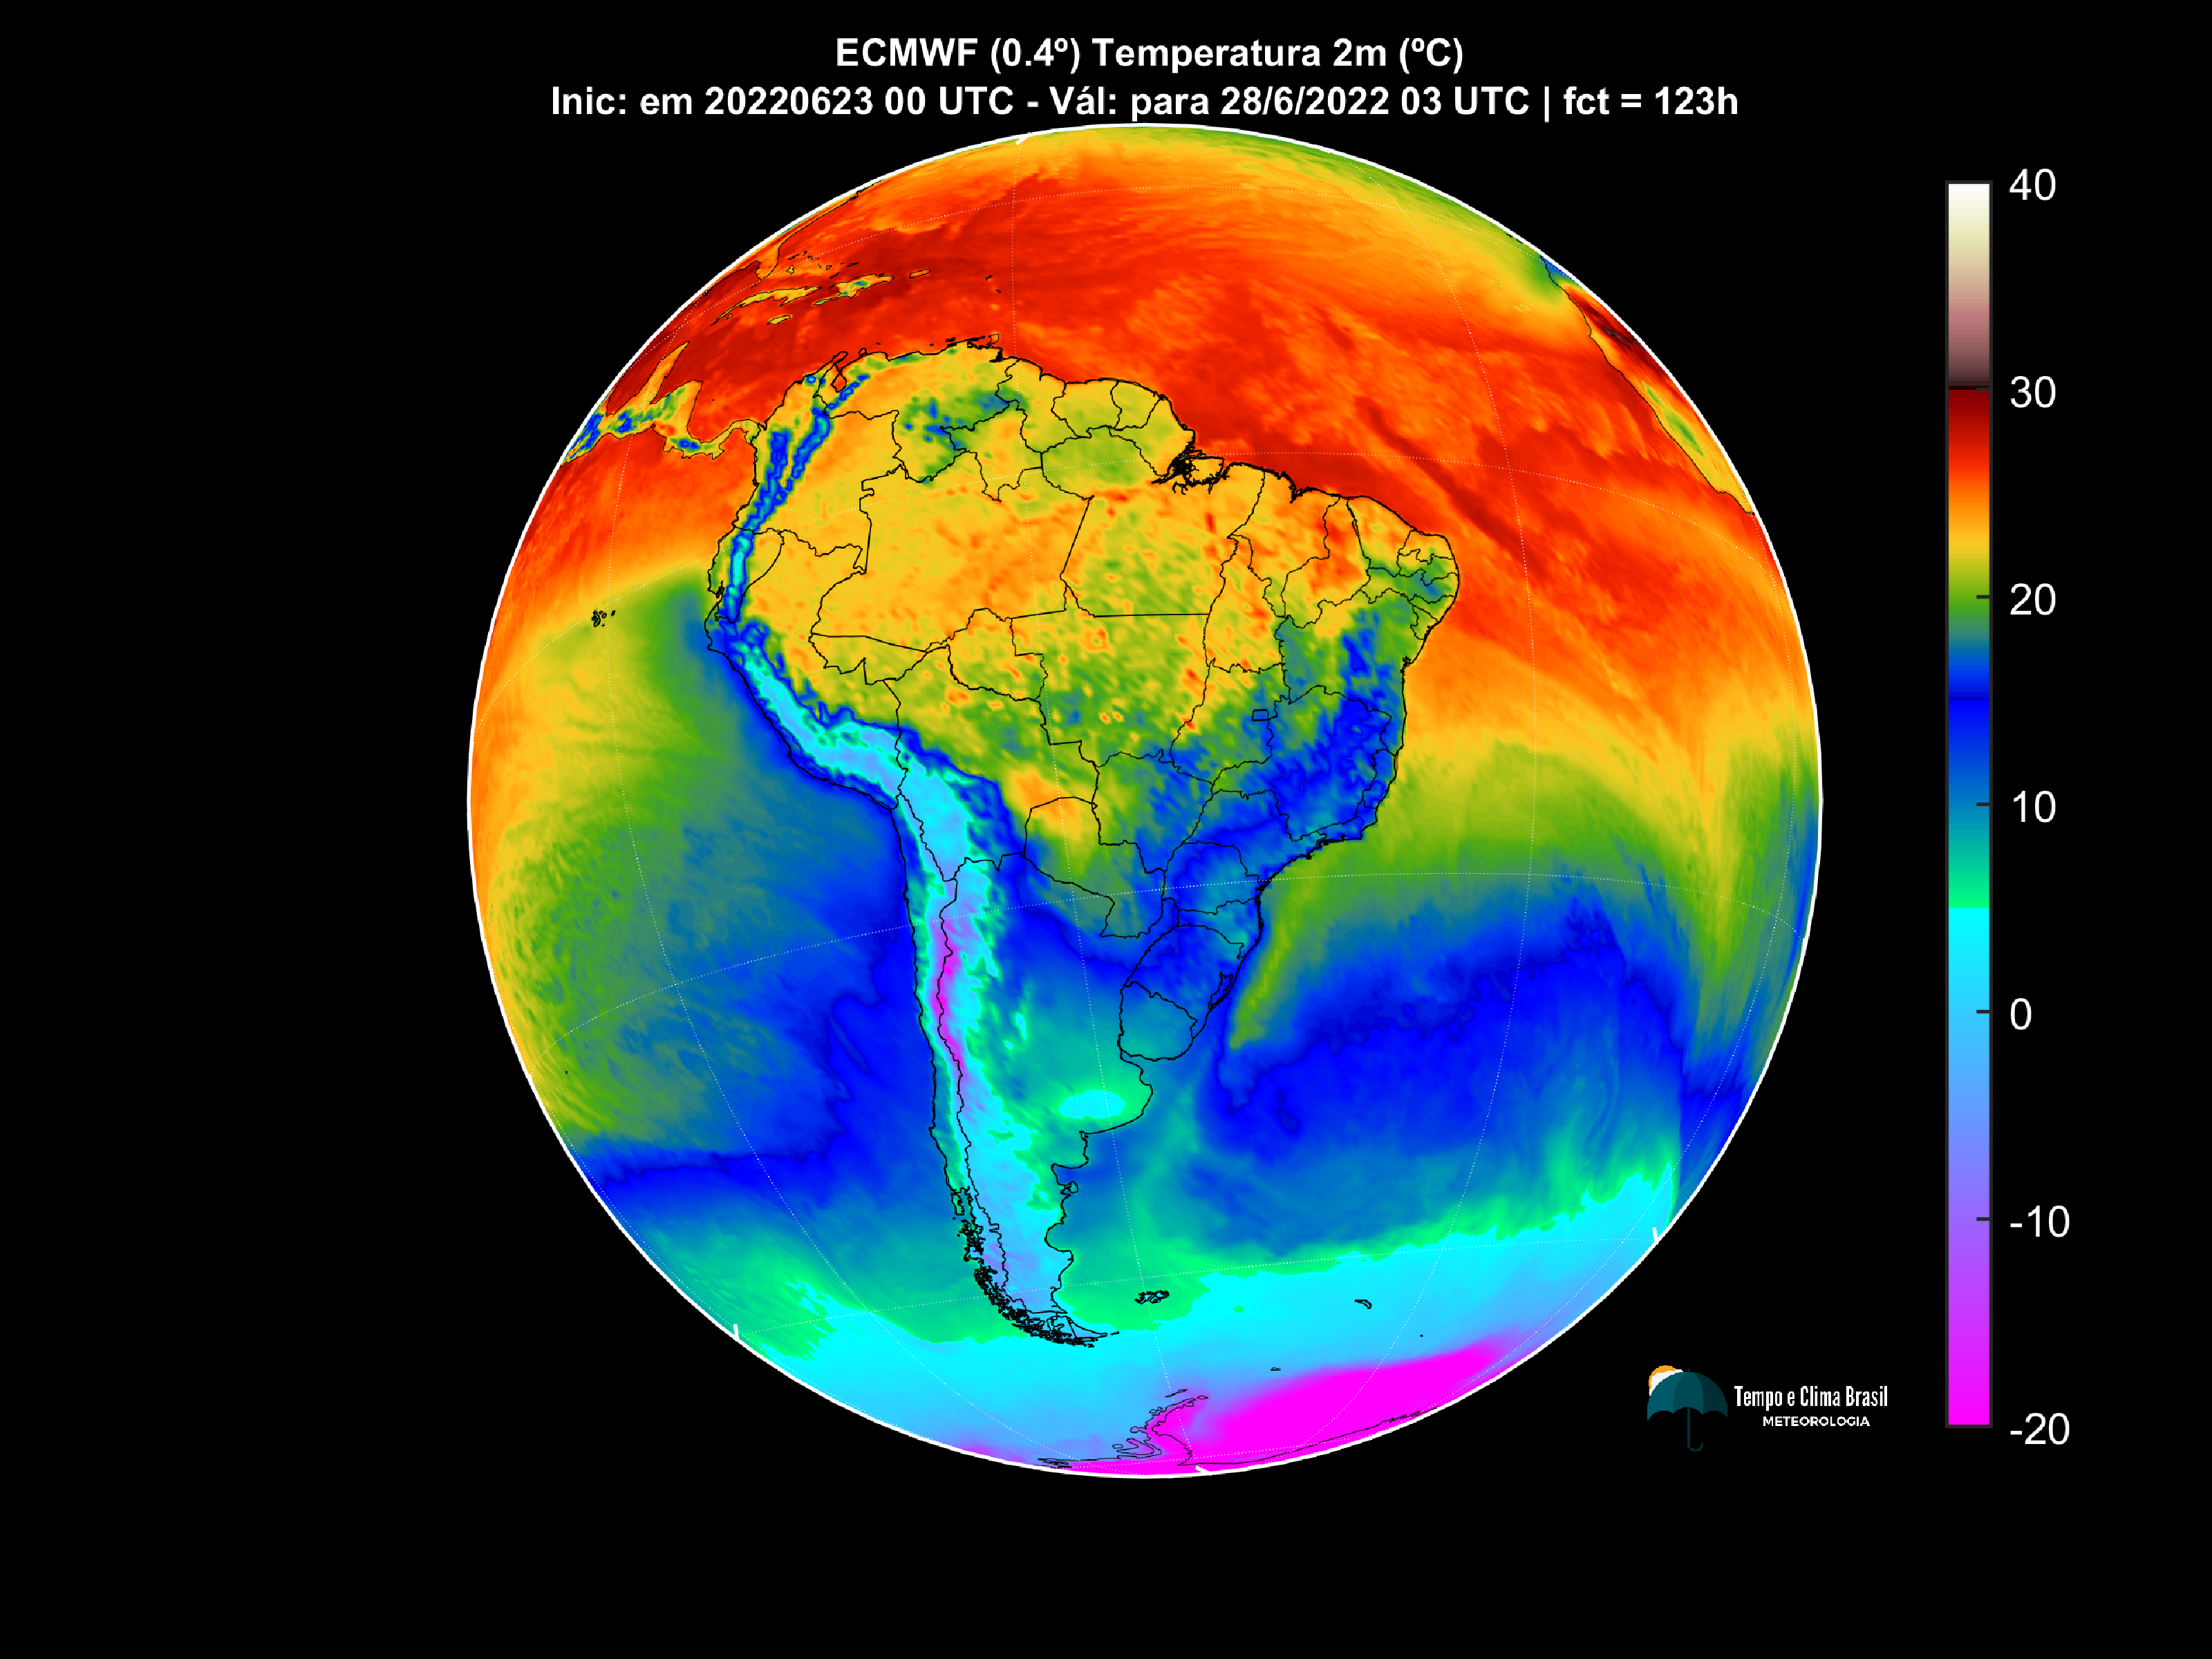 ECMWF (0.4º) Temperatura 2m (ºC)
Inic: em 20220623 00 UTC - Vál: para 28/6/2022 03 UTC | fct = 123h
40
30
20
10
0
-10
-20
Tempo e Clima Brasil
METEOROLOGIA